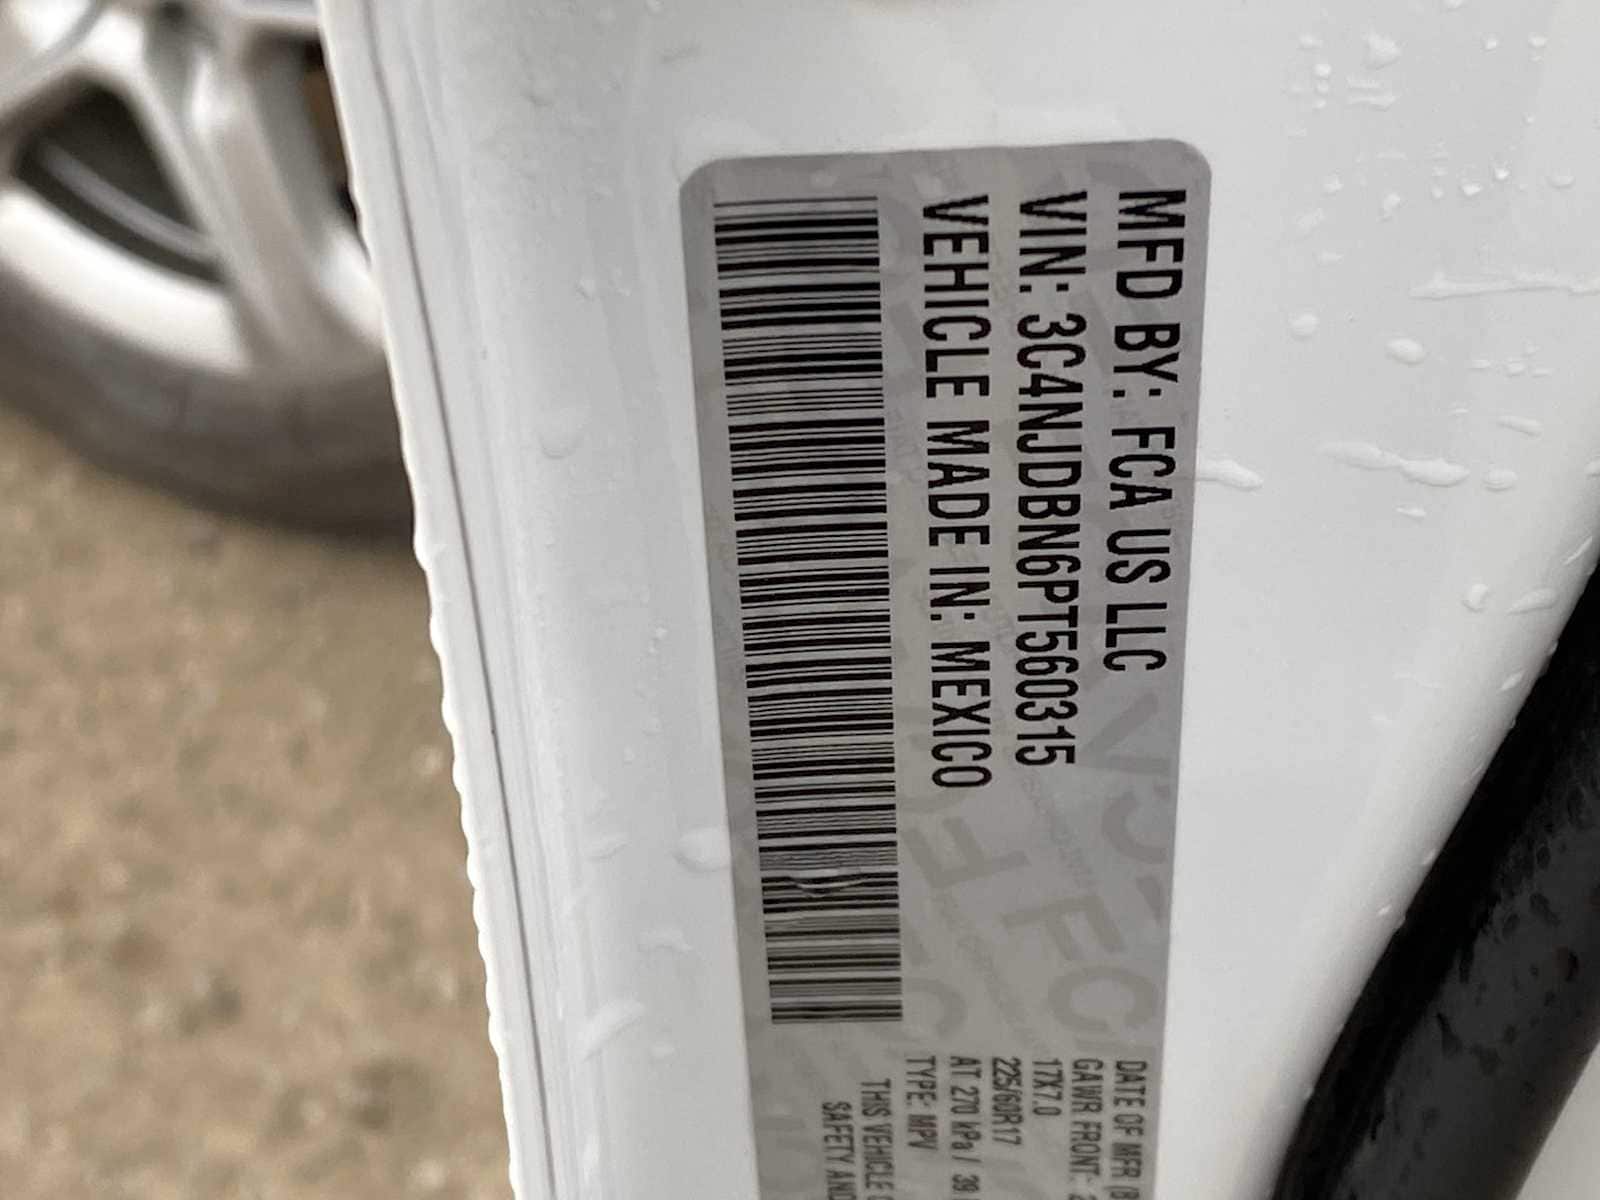 MFD BY: FCA US LLC
VIN: 3C4NJDBN6PT560315
VEHICLE MADE IN: MEXICO
DATE OF MFR
GAWR FRONT:
17X7.0
225/60R17
AT 270 kPa / 39
TYPE: MPV
THIS VEHICLE
SAFETY AND